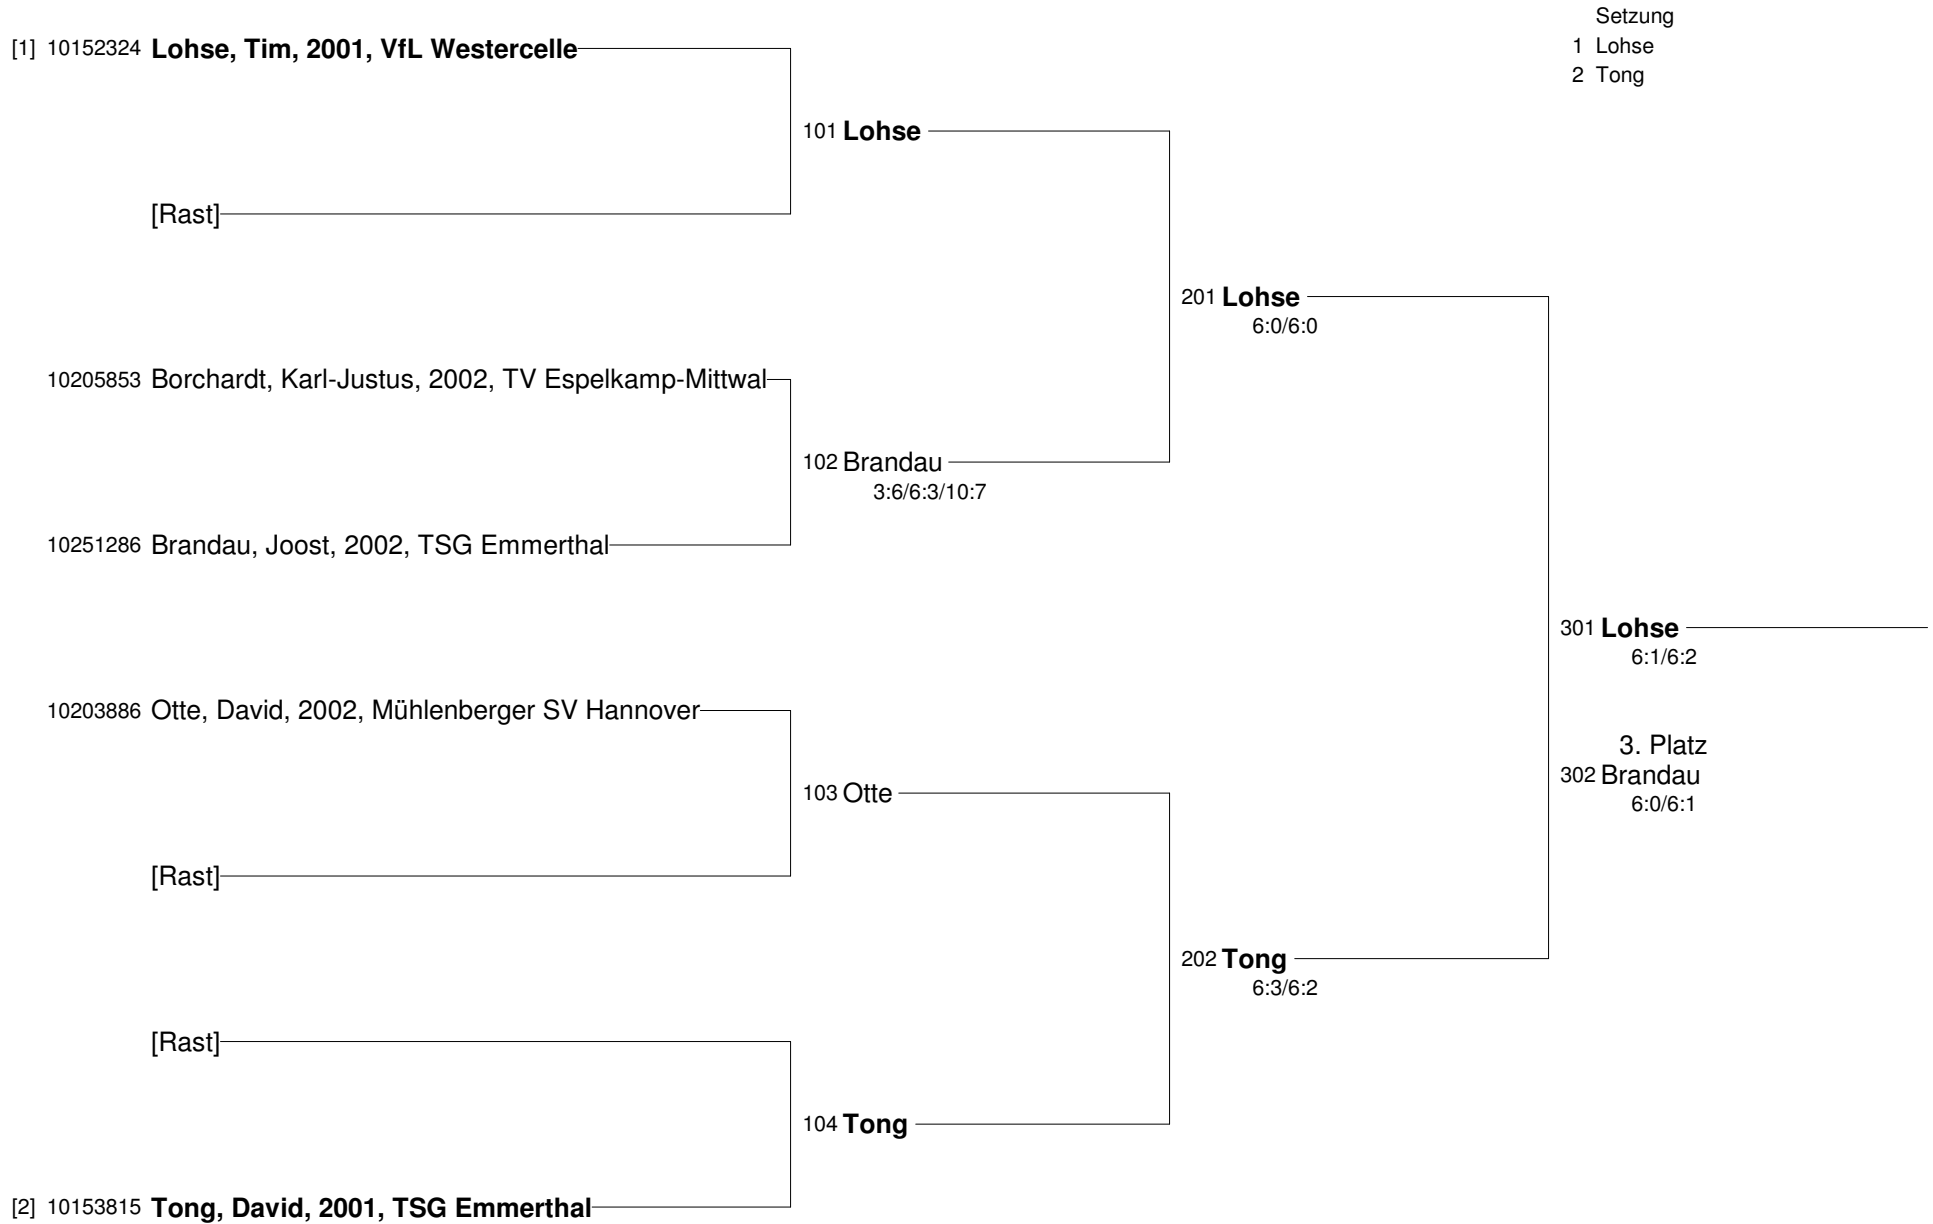 Setzung
1 Lohse
2 Tong
[1] 10152324 Lohse, Tim, 2001, VfL Westercelle
101 Lohse
[Rast]
201 Lohse
6:0/6:0
10205853 Borchardt, Karl-Justus, 2002, TV Espelkamp-Mittwal
102 Brandau
3:6/6:3/10:7
10251286 Brandau, Joost, 2002, TSG Emmerthal
301 Lohse
6:1/6:2
10203886 Otte, David, 2002, Mühlenberger SV Hannover
3. Platz
302 Brandau
6:0/6:1
103 Otte
[Rast]
202 Tong
6:3/6:2
[Rast]
104 Tong
[2] 10153815 Tong, David, 2001, TSG Emmerthal